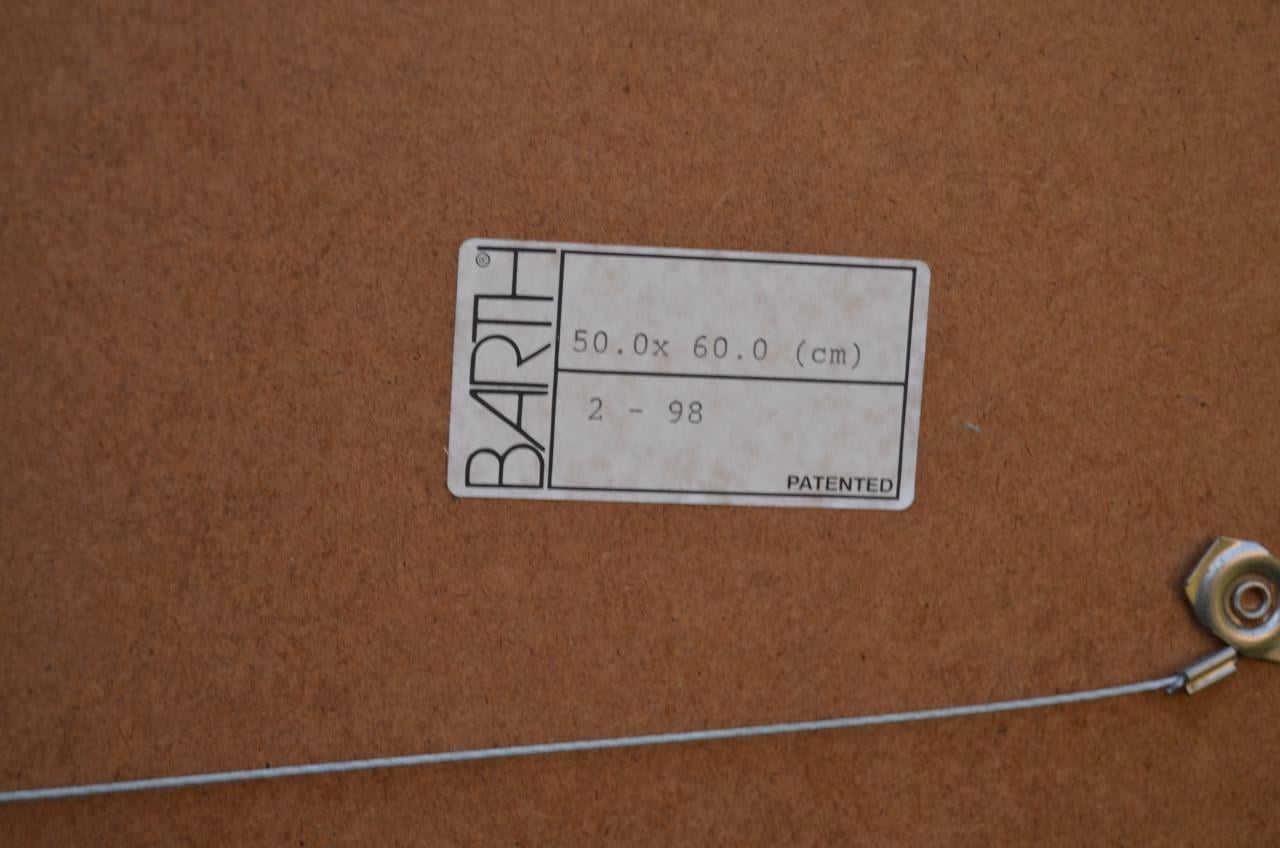 BARTH®
50.0x 60.0 (cm)
2 - 98
PATENTED